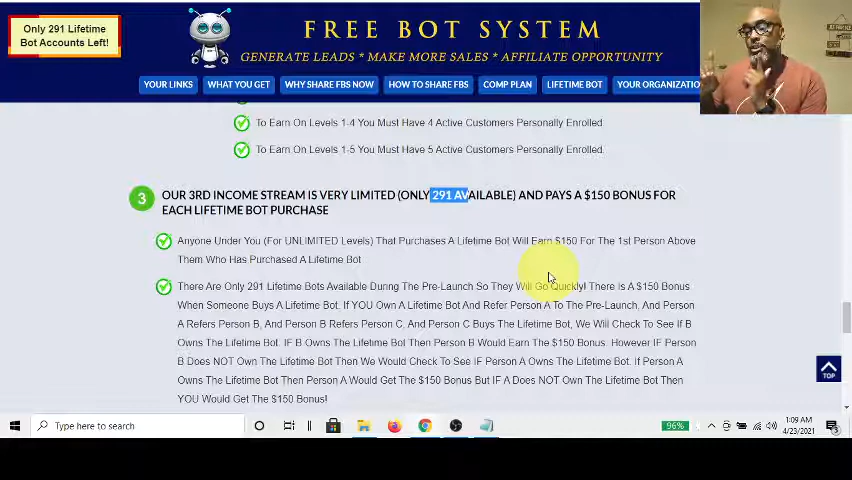 Only 291 Lifetime
Bot Accounts Left!
FREE BOT SYSTEM
GENERATE LEADS * MAKE MORE SALES * AFFILIATE OPPORTUNITY
YOUR LINKS
WHAT YOU GET
WHY SHARE FBS NOW
HOW TO SHARE FBS
COMP PLAN
LIFETIME BOT
YOUR ORGANIZATIO
To Earn On Levels 1-4 You Must Have 4 Active Customers Personally Enrolled.
To Earn On Levels 1-5 You Must Have 5 Active Customers Personally Enrolled.
3
OUR 3RD INCOME STREAM IS VERY LIMITED (ONLY 291 AVAILABLE) AND PAYS A $150 BONUS FOR
EACH LIFETIME BOT PURCHASE
Anyone Under You (For UNLIMITED Levels) That Purchases A Lifetime Bot Will Earn $150 For The 1st Person Above
Them Who Has Purchased A Lifetime Bot
There Are Only 291 Lifetime Bots Available During The Pre-Launch So They Will Go Quickly! There Is A $150 Bonus
When Someone Buys A Lifetime Bot. If YOU Own A Lifetime Bot And Refer Person A To The Pre-Launch, And Person
A Refers Person B, And Person B Refers Person C, And Person C Buys The Lifetime Bot, We Will Check To See If B
Owns The Lifetime Bot. IF B Owns The Lifetime Bot Then Person B Would Earn The $150 Bonus. However IF Person
B Does NOT Own The Lifetime Bot Then We Would Check To See IF Person A Owns The Lifetime Bot. If Person A
Owns The Lifetime Bot Then Person A Would Get The $150 Bonus But IF A Does NOT Own The Lifetime Bot Then
YOU Would Get The $150 Bonus!
TOP
Type here to search
96%
1:09 AM
4/23/2021
3